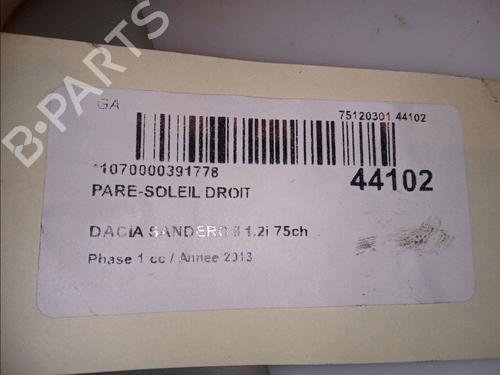 B-PARTS
GA
75120301 44102
*1070000391778
44102
PARE-SOLEIL DROIT
DACIA SANDERO II 1.2i 75ch
Phase 1 cc / Annee 2013